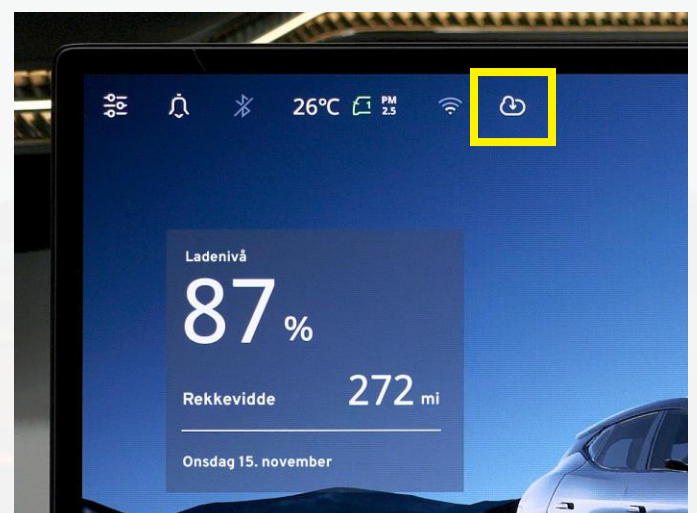 26°C PM
2.5
Ladenivå
87 %
Rekkevidde 272 mi
Onsdag 15. november